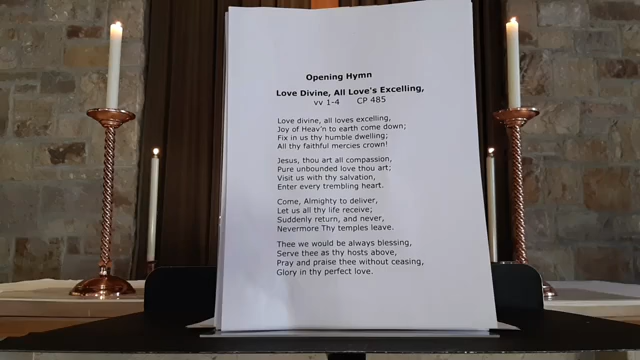 Opening Hymn
Love Divine, All Love's Excelling,
vv 1-4 CP 485
Love divine, all loves excelling,
Joy of Heav'n to earth come down;
Fix in us thy humble dwelling;
All thy faithful mercies crown!
Jesus, thou art all compassion,
Pure unbounded love thou art;
Visit us with thy salvation,
Enter every trembling heart.
Come, Almighty to deliver,
Let us all thy life receive;
Suddenly return, and never,
Nevermore Thy temples leave.
Thee we would be always blessing,
Serve thee as thy hosts above,
Pray and praise thee without ceasing,
Glory in thy perfect love.